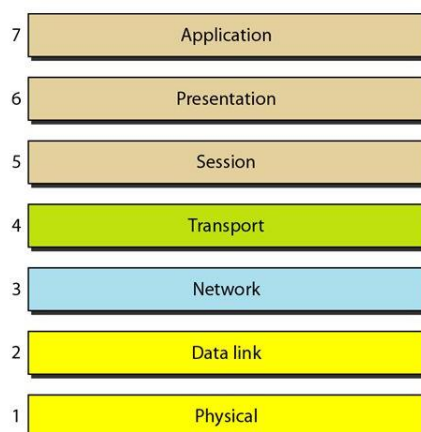 7 Application
6 Presentation
5 Session
4 Transport
3 Network
2 Data link
1 Physical